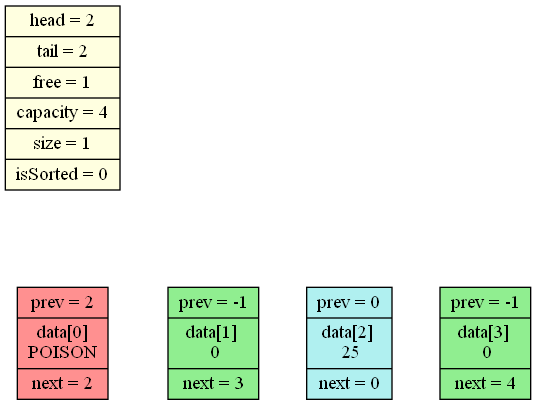 head = 2
tail = 2
free = 1
capacity = 4
size = 1
isSorted = 0
prev = 2
data[0]
POISON
next = 2
prev = -1
data[1]
0
next = 3
prev = 0
data[2]
25
next = 0
prev = -1
data[3]
0
next = 4